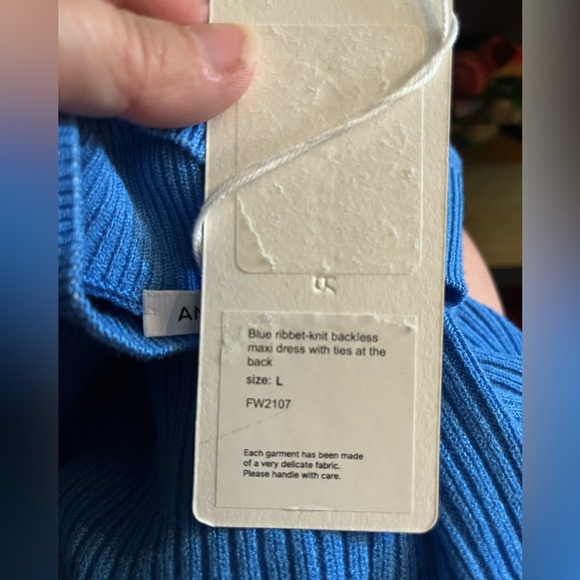 AN
Blue ribbet-knit backless
maxi dress with ties at the
back
size: L
FW2107
Each garment has been made
of a very delicate fabric.
Please handle with care.